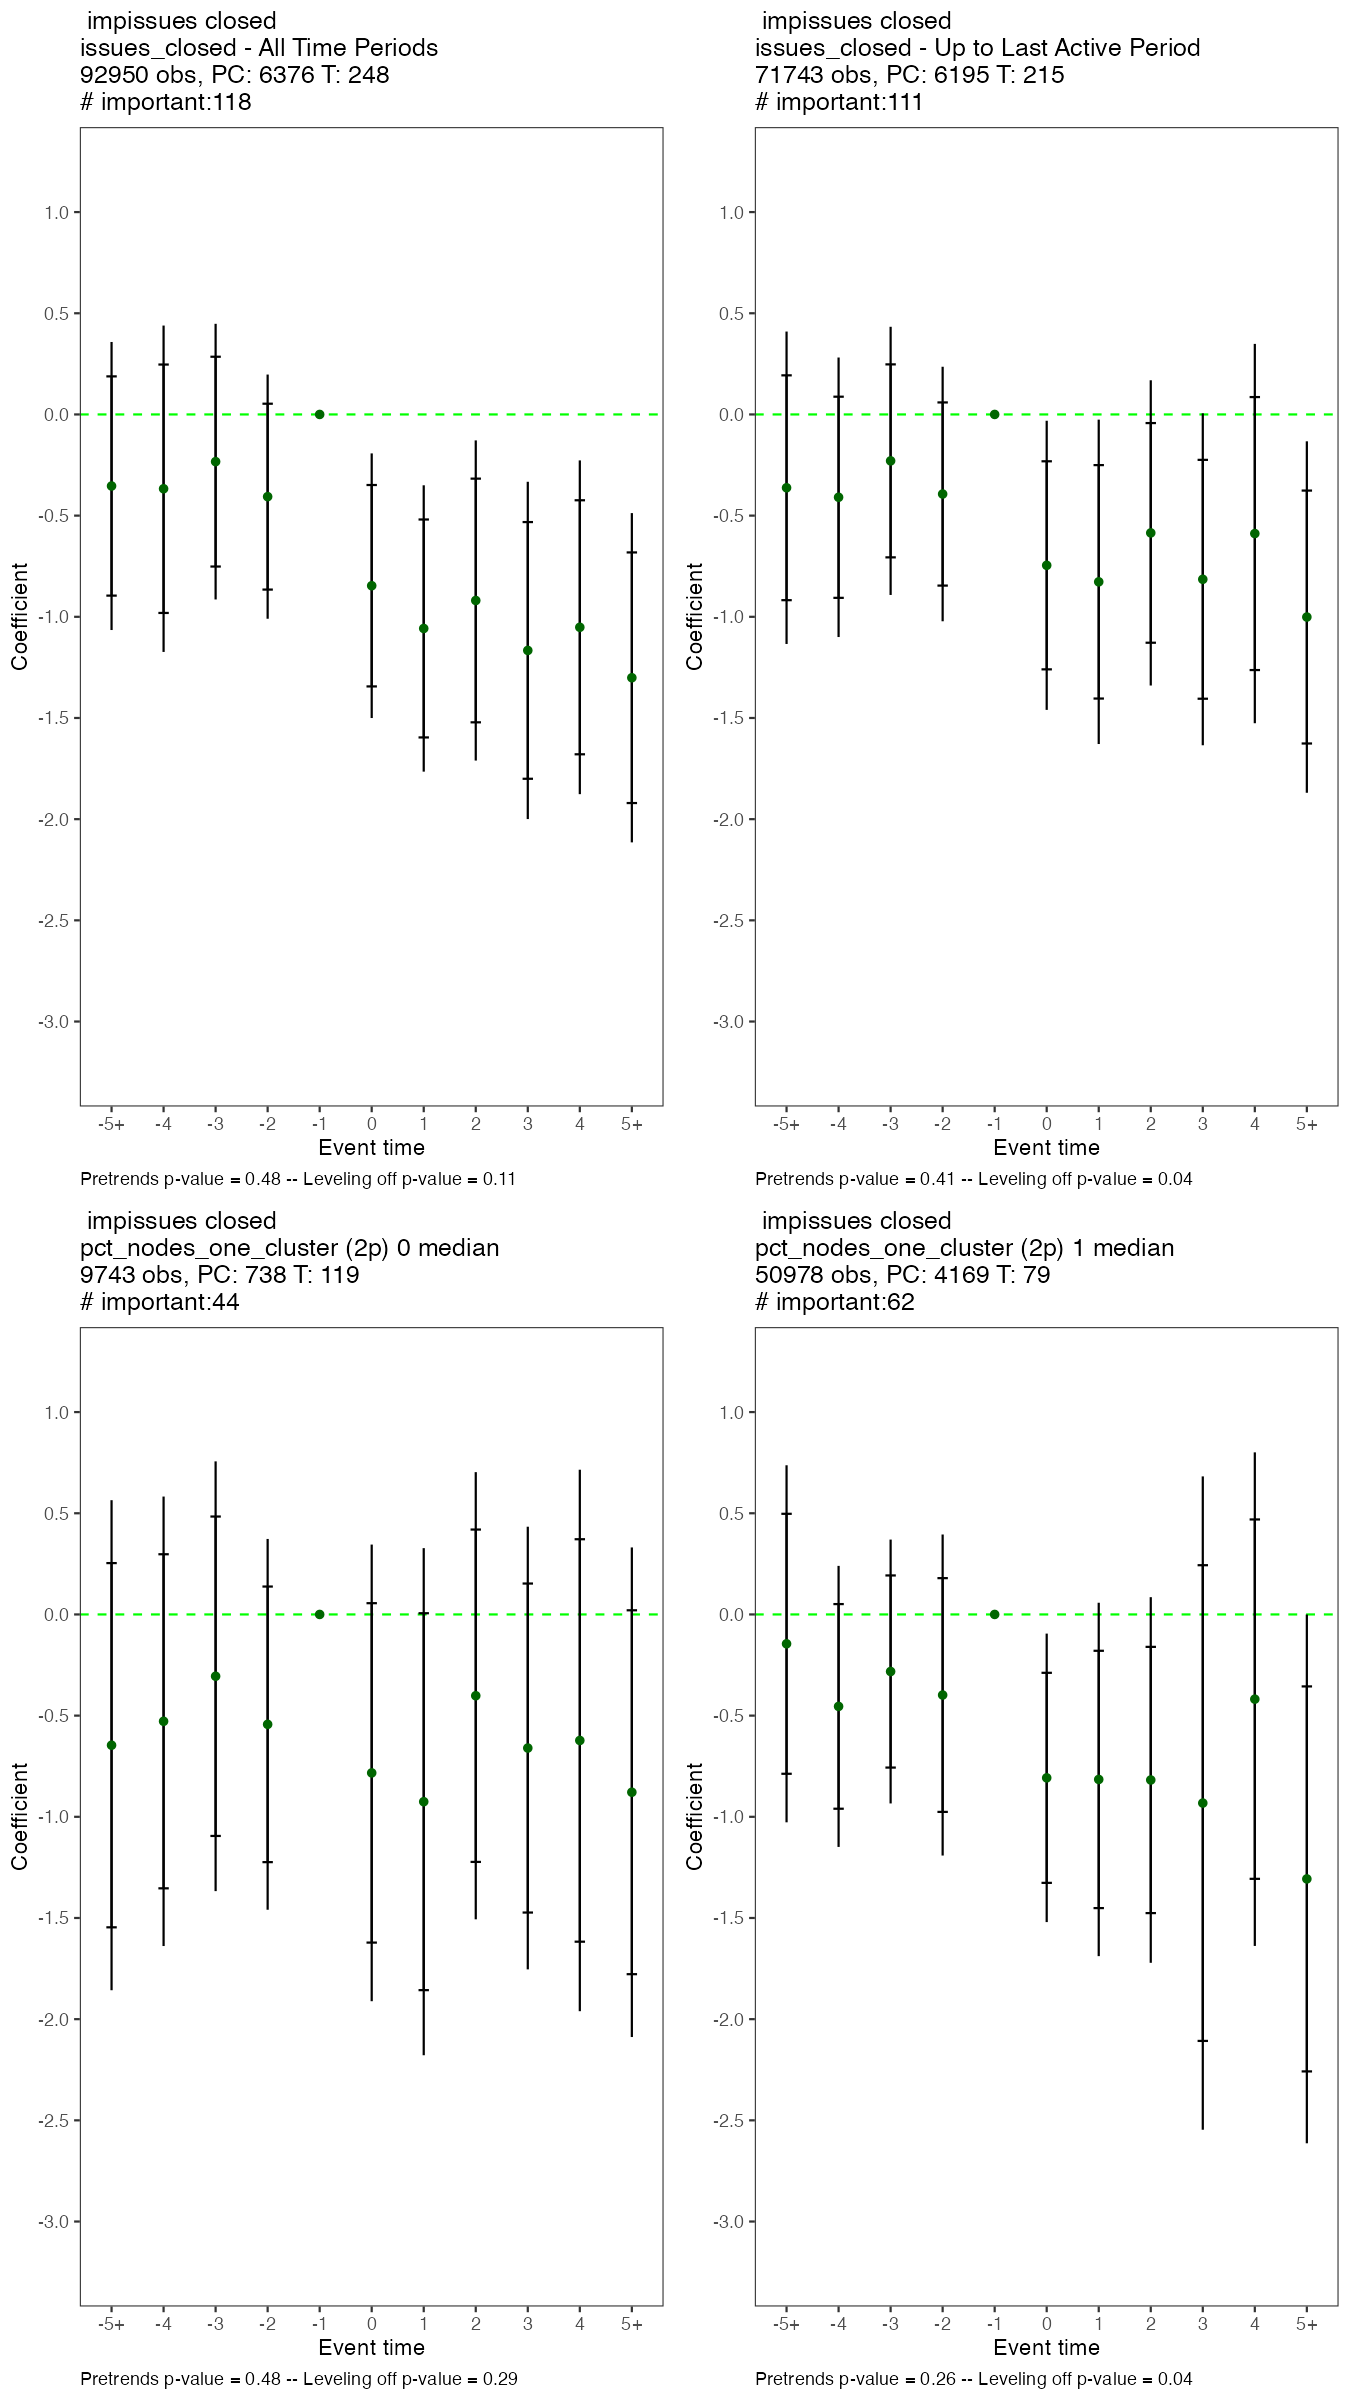 impissues closed
issues_closed - All Time Periods
92950 obs, PC: 6376 T: 248
# important:118
1.0
0.5
0.0
-0.5
-1.0
-1.5
-2.0
-2.5
-3.0
Coefficient
-5+ -4 -3 -2 -1 0 1 2 3 4 5+
Event time
Pretrends p-value = 0.48 -- Leveling off p-value = 0.11
impissues closed
issues_closed - Up to Last Active Period
71743 obs, PC: 6195 T: 215
# important:111
1.0
0.5
0.0
-0.5
-1.0
-1.5
-2.0
-2.5
-3.0
Coefficient
-5+ -4 -3 -2 -1 0 1 2 3 4 5+
Event time
Pretrends p-value = 0.41 -- Leveling off p-value = 0.04
impissues closed
pct_nodes_one_cluster (2p) 0 median
9743 obs, PC: 738 T: 119
# important:44
1.0
0.5
0.0
-0.5
-1.0
-1.5
-2.0
-2.5
-3.0
Coefficient
-5+ -4 -3 -2 -1 0 1 2 3 4 5+
Event time
Pretrends p-value = 0.48 -- Leveling off p-value = 0.29
impissues closed
pct_nodes_one_cluster (2p) 1 median
50978 obs, PC: 4169 T: 79
# important:62
1.0
0.5
0.0
-0.5
-1.0
-1.5
-2.0
-2.5
-3.0
Coefficient
-5+ -4 -3 -2 -1 0 1 2 3 4 5+
Event time
Pretrends p-value = 0.26 -- Leveling off p-value = 0.04